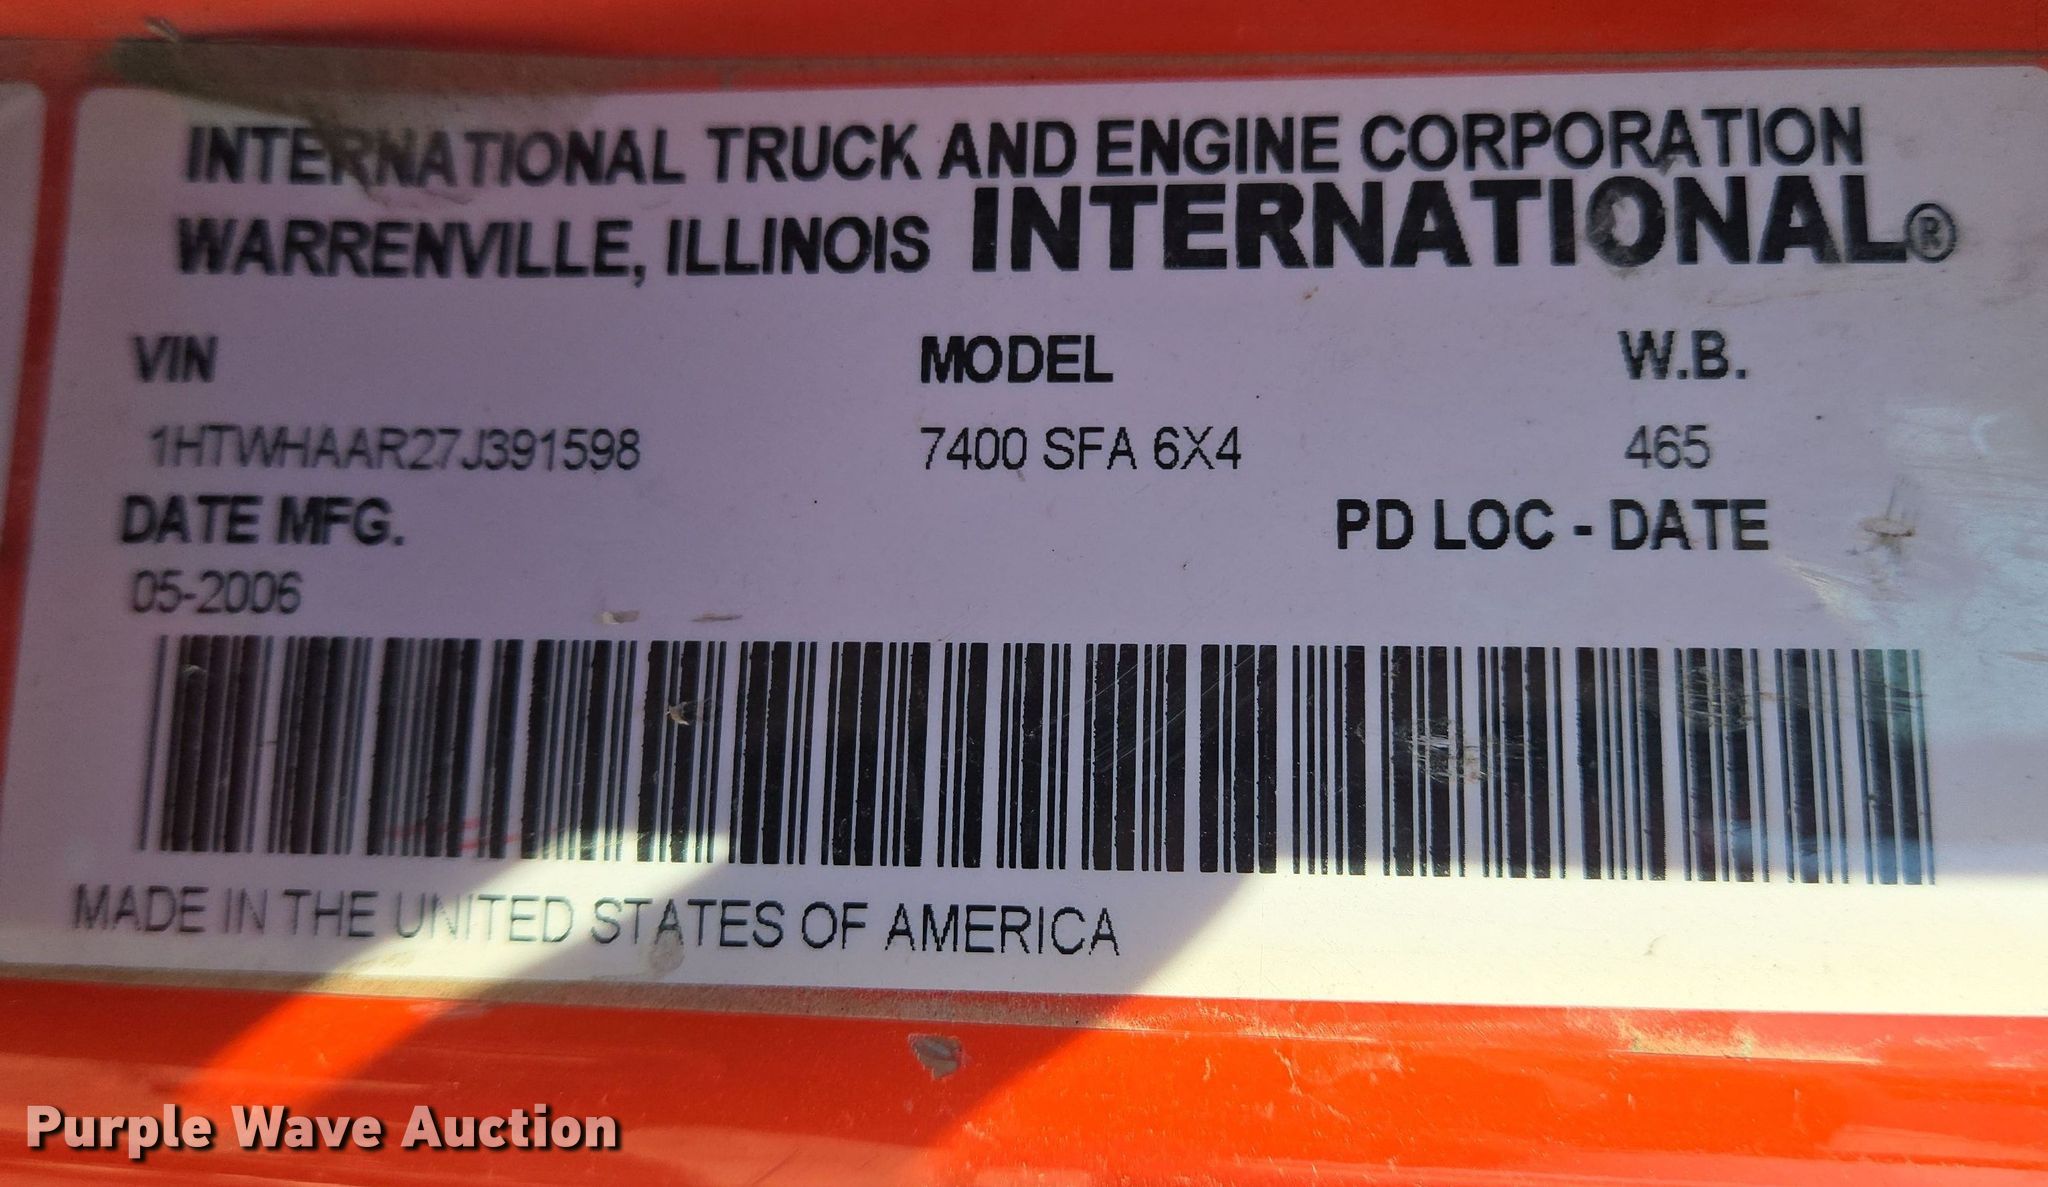 INTERNATIONAL TRUCK AND ENGINE CORPORATION
WARRENVILLE, ILLINOIS INTERNATIONAL®
VIN MODEL W.B.
1HTWHAAR27J391598 7400 SFA 6X4 465
DATE MFG. PD LOC - DATE
05-2006
MADE IN THE UNITED STATES OF AMERICA
Purple Wave Auction